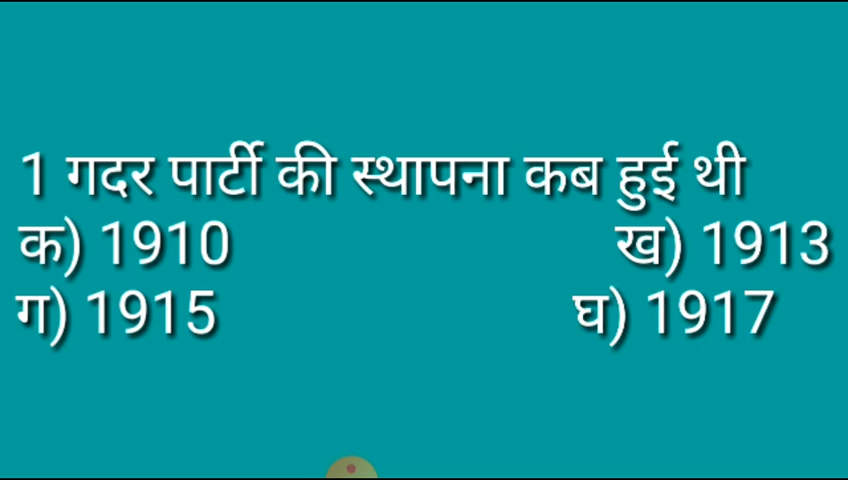 1 गदर पार्टी की स्थापना कब हुई थी
क) 1910 ख) 1913
ग) 1915 घ) 1917